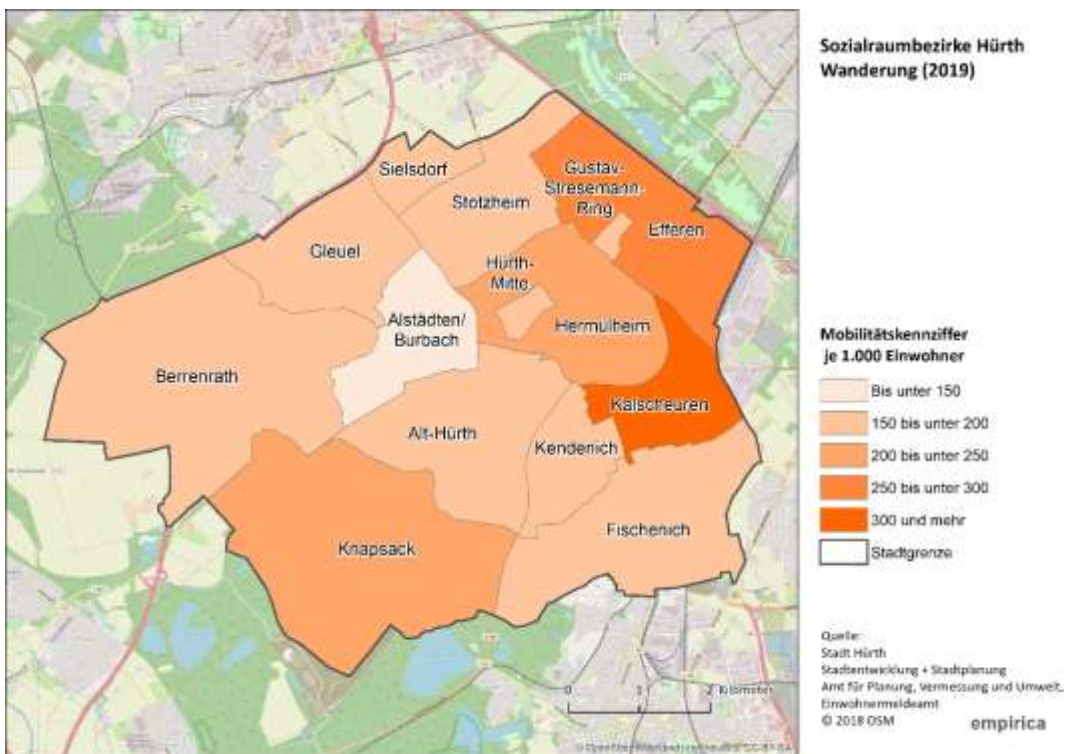 Sozialraumbezirke Hürth
Wanderung (2019)
Sielsdorf
Gustav-
Stresemann-
Ring
Stotzheim
Efferen
Gleuel
Hürth-
Mitte
Alstädten/
Burbach
Hermülheim
Berrenrath
Kalscheuren
Alt-Hürth
Kendenich
Fischenich
Knapsack
Mobilitätskennziffer
je 1.000 Einwohner
Bis unter 150
150 bis unter 200
200 bis unter 250
250 bis unter 300
300 und mehr
Stadtgrenze
0 1 2 Kilometer
Quelle:
Stadt Hürth
Stadtentwicklung + Stadtplanung
Amt für Planung, Vermessung und Umwelt,
Einwohnermeldeamt
© 2018 OSM
empirica